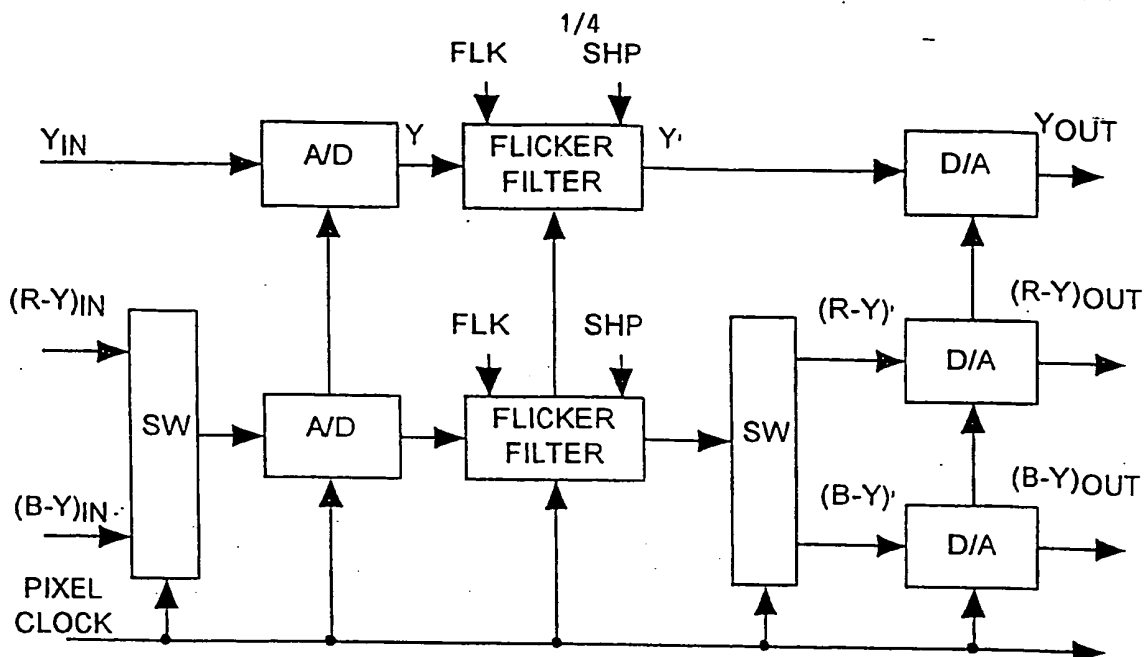 1/4
FLK SHP
YIN A/D Y FLICKER FILTER Y' D/A YOUT
(R-Y)IN FLK SHP (R-Y)' (R-Y)OUT
SW A/D FLICKER FILTER SW D/A
(B-Y)IN (B-Y)' (B-Y)OUT
D/A
PIXEL
CLOCK